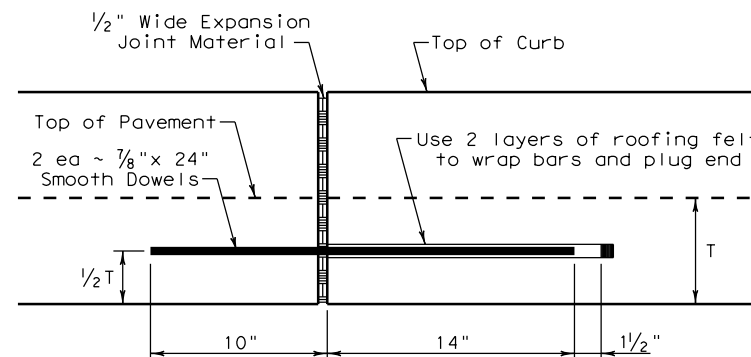 ½" Wide Expansion
Joint Material
Top of Curb
Top of Pavement
2 ea ~ ⅞"x 24"
Smooth Dowels
Use 2 layers of roofing fel
to wrap bars and plug end
½T
T
10"
14"
1½"